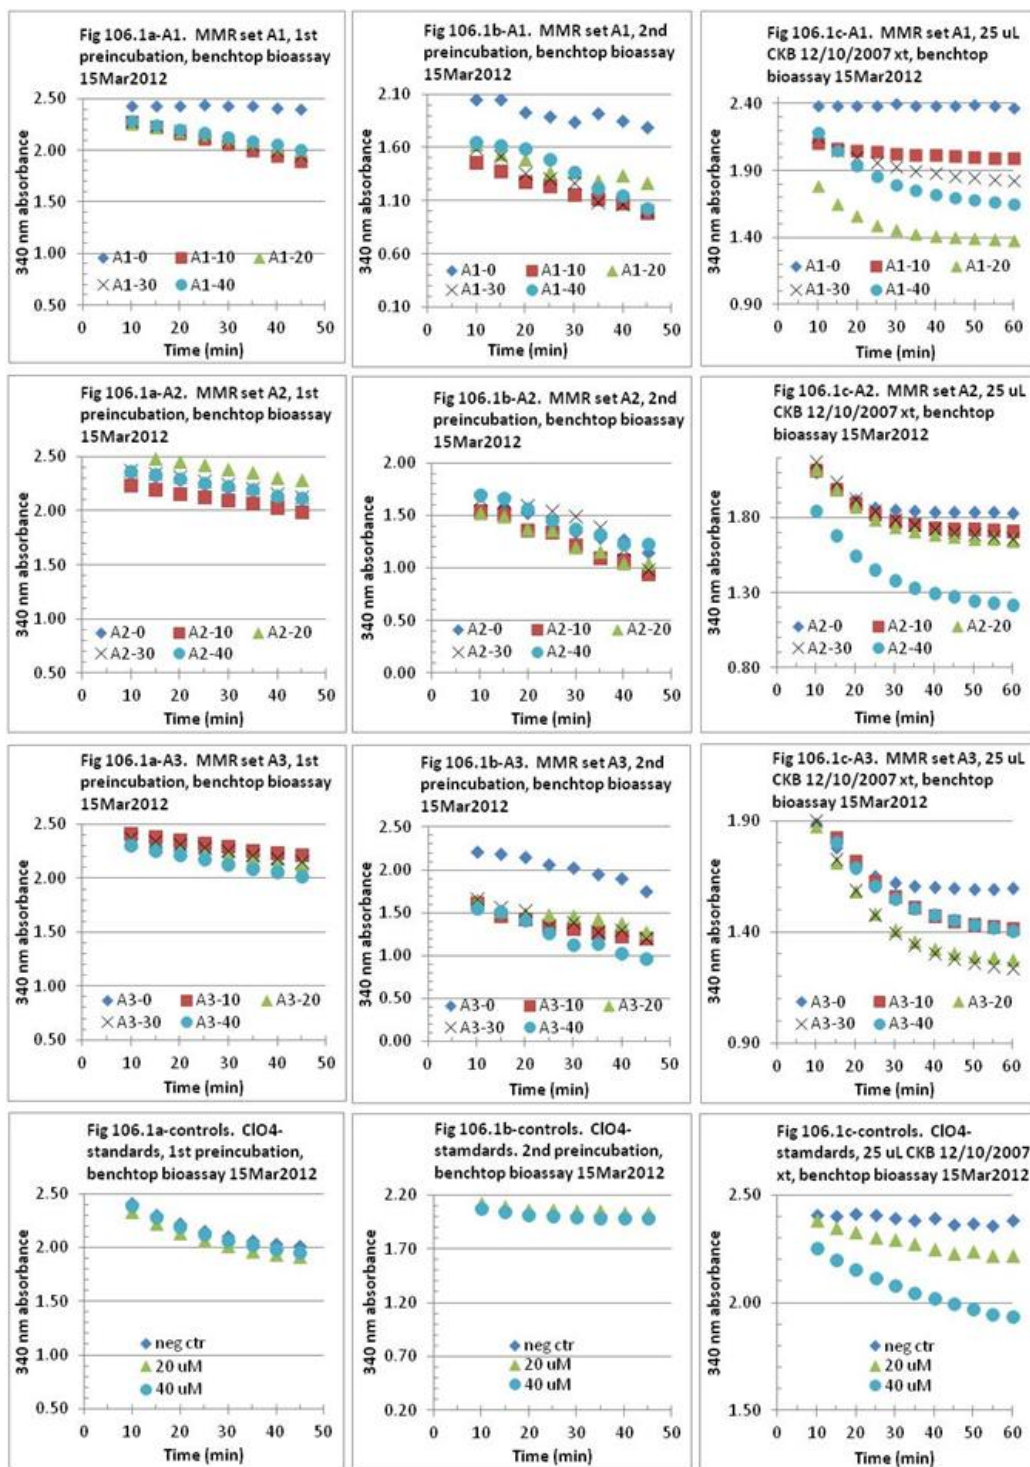 Fig 106.1a-A1. MMR set A1, 1st
preincubation, benchtop bioassay
15Mar2012
2.50
2.00
1.50
1.00
0.50
340 nm absorbance
A1-0 A1-10 A1-20
A1-30 A1-40
0 10 20 30 40 50
Time (min)
Fig 106.1b-A1. MMR set A1, 2nd
preincubation, benchtop bioassay
15Mar2012
2.10
1.60
1.10
0.60
0.10
340 nm absorbance
A1-0 A1-10 A1-20
A1-30 A1-40
0 10 20 30 40 50
Time (min)
Fig 106.1c-A1. MMR set A1, 25 uL
CKB 12/10/2007 xt, benchtop
bioassay 15Mar2012
2.40
1.90
1.40
0.90
340 nm absorbance
A1-0 A1-10 A1-20
A1-30 A1-40
0 10 20 30 40 50 60
Time (min)
Fig 106.1a-A2. MMR set A2, 1st
preincubation, benchtop bioassay
15Mar2012
2.50
2.00
1.50
1.00
0.50
340 nm absorbance
A2-0 A2-10 A2-20
A2-30 A2-40
0 10 20 30 40 50
Time (min)
Fig 106.1b-A2. MMR set A2, 2nd
preincubation, benchtop bioassay
15Mar2012
2.00
1.50
1.00
0.50
0.00
340 nm absorbance
A2-0 A2-10 A2-20
A2-30 A2-40
0 10 20 30 40 50
Time (min)
Fig 106.1c-A2. MMR set A2, 25 uL
CKB 12/10/2007 xt, benchtop
bioassay 15Mar2012
1.80
1.30
0.80
340 nm absorbance
A2-0 A2-10 A2-20
A2-30 A2-40
0 10 20 30 40 50 60
Time (min)
Fig 106.1a-A3. MMR set A3, 1st
preincubation, benchtop bioassay
15Mar2012
2.50
2.00
1.50
1.00
0.50
340 nm absorbance
A3-0 A3-10 A3-20
A3-30 A3-40
0 10 20 30 40 50
Time (min)
Fig 106.1b-A3. MMR set A3, 2nd
preincubation, benchtop bioassay
15Mar2012
2.50
2.00
1.50
1.00
0.50
0.00
340 nm absorbance
A3-0 A3-10 A3-20
A3-30 A3-40
0 10 20 30 40 50
Time (min)
Fig 106.1c-A3. MMR set A3, 25 uL
CKB 12/10/2007 xt, benchtop
bioassay 15Mar2012
1.90
1.40
0.90
340 nm absorbance
A3-0 A3-10 A3-20
A3-30 A3-40
0 10 20 30 40 50 60
Time (min)
Fig 106.1a-controls. ClO4-
standards, 1st preincubation,
benchtop bioassay 15Mar2012
2.50
2.00
1.50
1.00
0.50
340 nm absorbance
neg ctr
20 uM
40 uM
0 10 20 30 40 50
Time (min)
Fig 106.1b-controls. ClO4-
stamdards. 2nd preincubation,
benchtop bioassay 15Mar2012
2.20
1.70
1.20
0.70
0.20
340 nm absorbance
neg ctr
20 uM
40 uM
0 10 20 30 40 50
Time (min)
Fig 106.1c-controls. ClO4-
stamdards, 25 uL CKB 12/10/2007
xt, benchtop bioassay 15Mar2012
2.50
2.00
1.50
340 nm absorbance
neg ctr
20 uM
40 uM
0 10 20 30 40 50 60
Time (min)